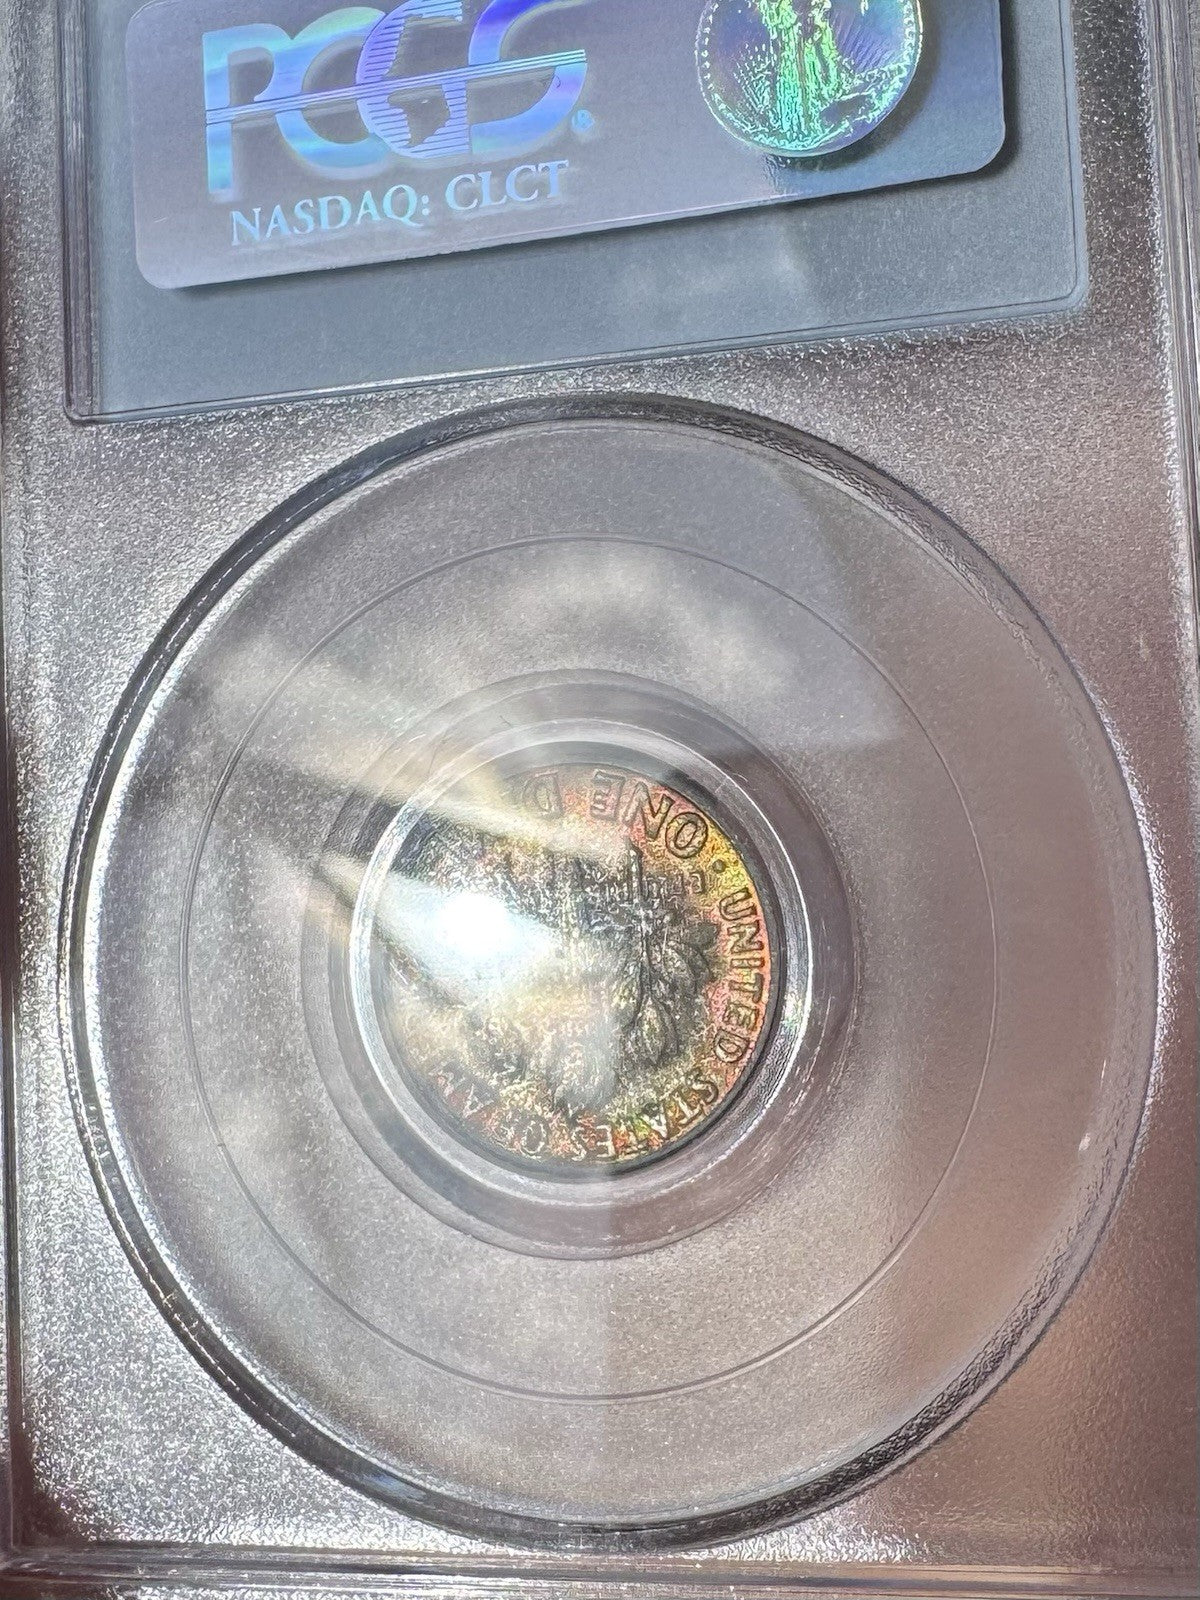 PCGS®
NASDAQ: CLCT
UNITED STATES OF AM
ONE D